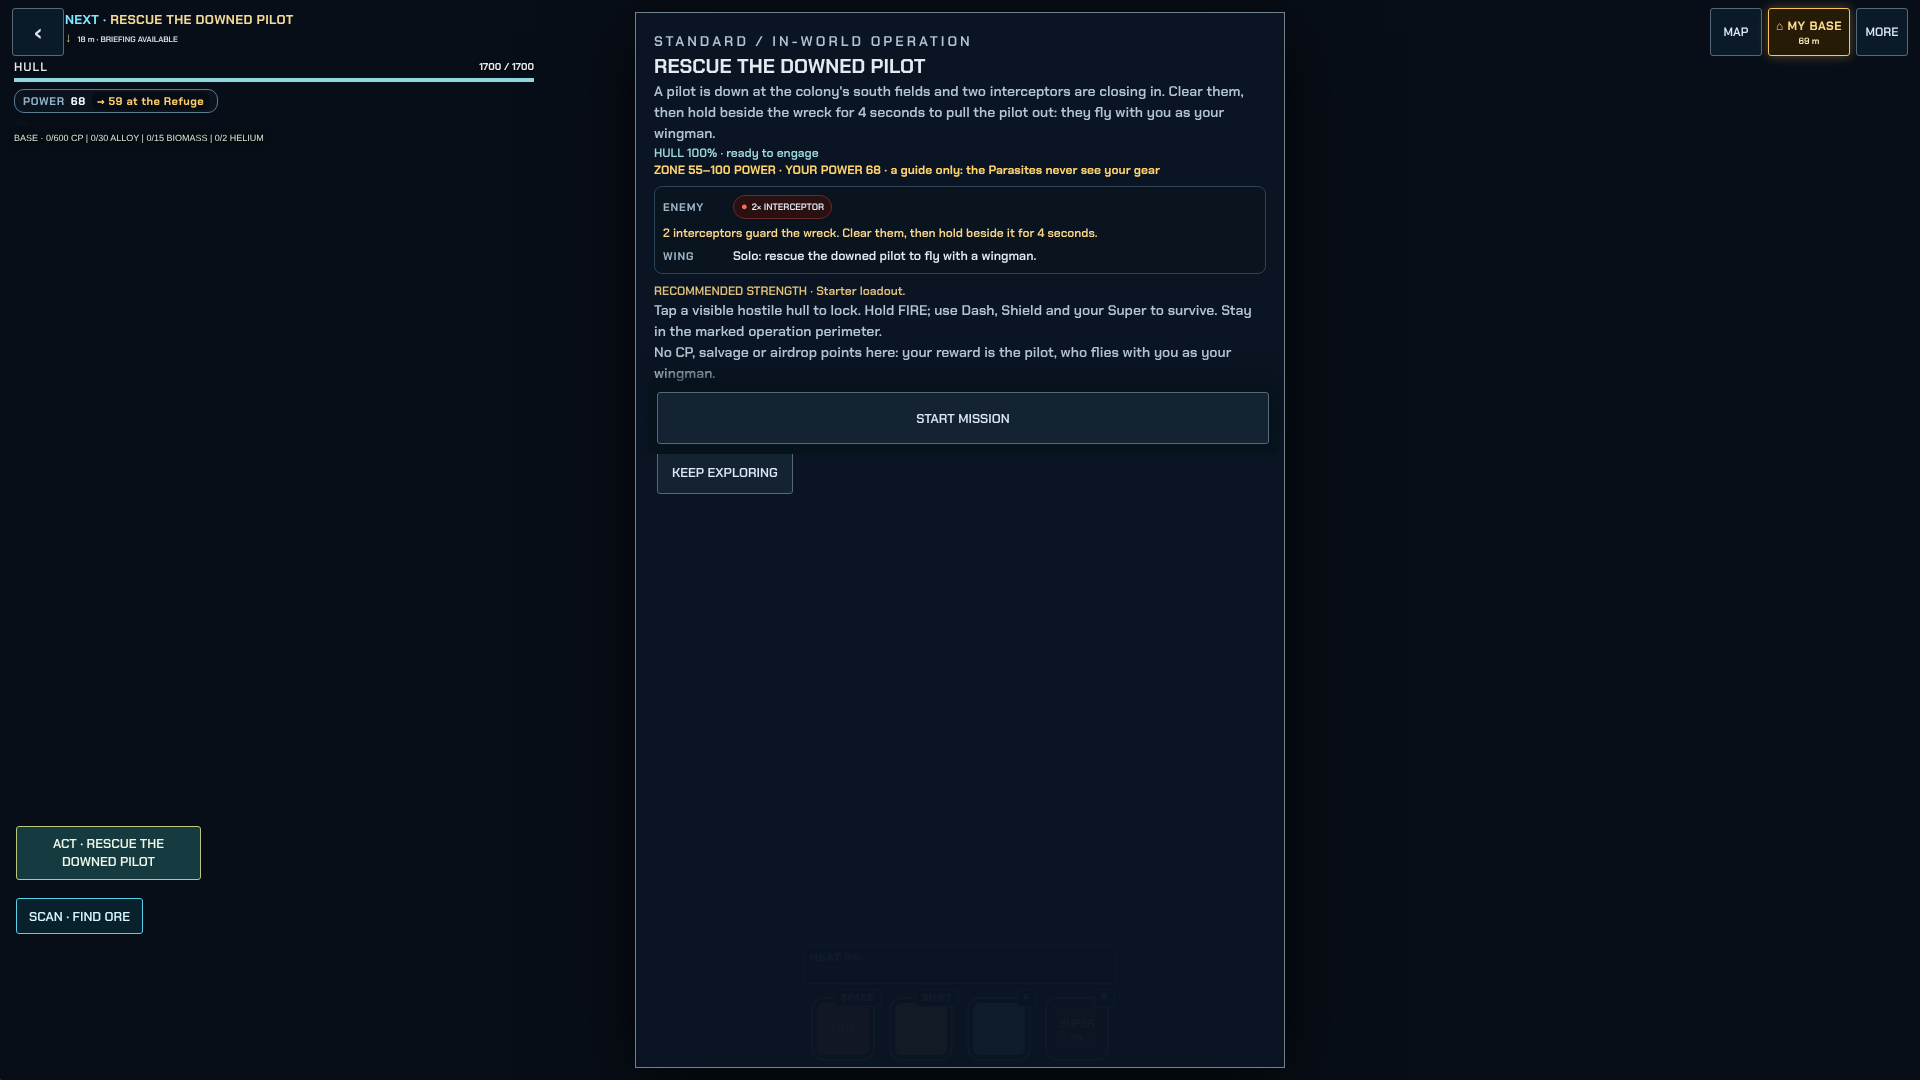 NEXT · RESCUE THE DOWNED PILOT
↓ 18 m · BRIEFING AVAILABLE
HULL 1700 / 1700
POWER 68 → 59 at the Refuge
BASE · 0/600 CP | 0/30 ALLOY | 0/15 BIOMASS | 0/2 HELIUM
MAP
⌂ MY BASE
69 m
MORE
STANDARD / IN-WORLD OPERATION
RESCUE THE DOWNED PILOT
A pilot is down at the colony's south fields and two interceptors are closing in. Clear them,
then hold beside the wreck for 4 seconds to pull the pilot out: they fly with you as your
wingman.
HULL 100% · ready to engage
ZONE 55–100 POWER · YOUR POWER 68 · a guide only: the Parasites never see your gear
ENEMY 2× INTERCEPTOR
2 interceptors guard the wreck. Clear them, then hold beside it for 4 seconds.
WING Solo: rescue the downed pilot to fly with a wingman.
RECOMMENDED STRENGTH · Starter loadout.
Tap a visible hostile hull to lock. Hold FIRE; use Dash, Shield and your Super to survive. Stay
in the marked operation perimeter.
No CP, salvage or airdrop points here: your reward is the pilot, who flies with you as your
wingman.
START MISSION
KEEP EXPLORING
ACT · RESCUE THE
DOWNED PILOT
SCAN · FIND ORE
SPACE
SHIFT
SUPER